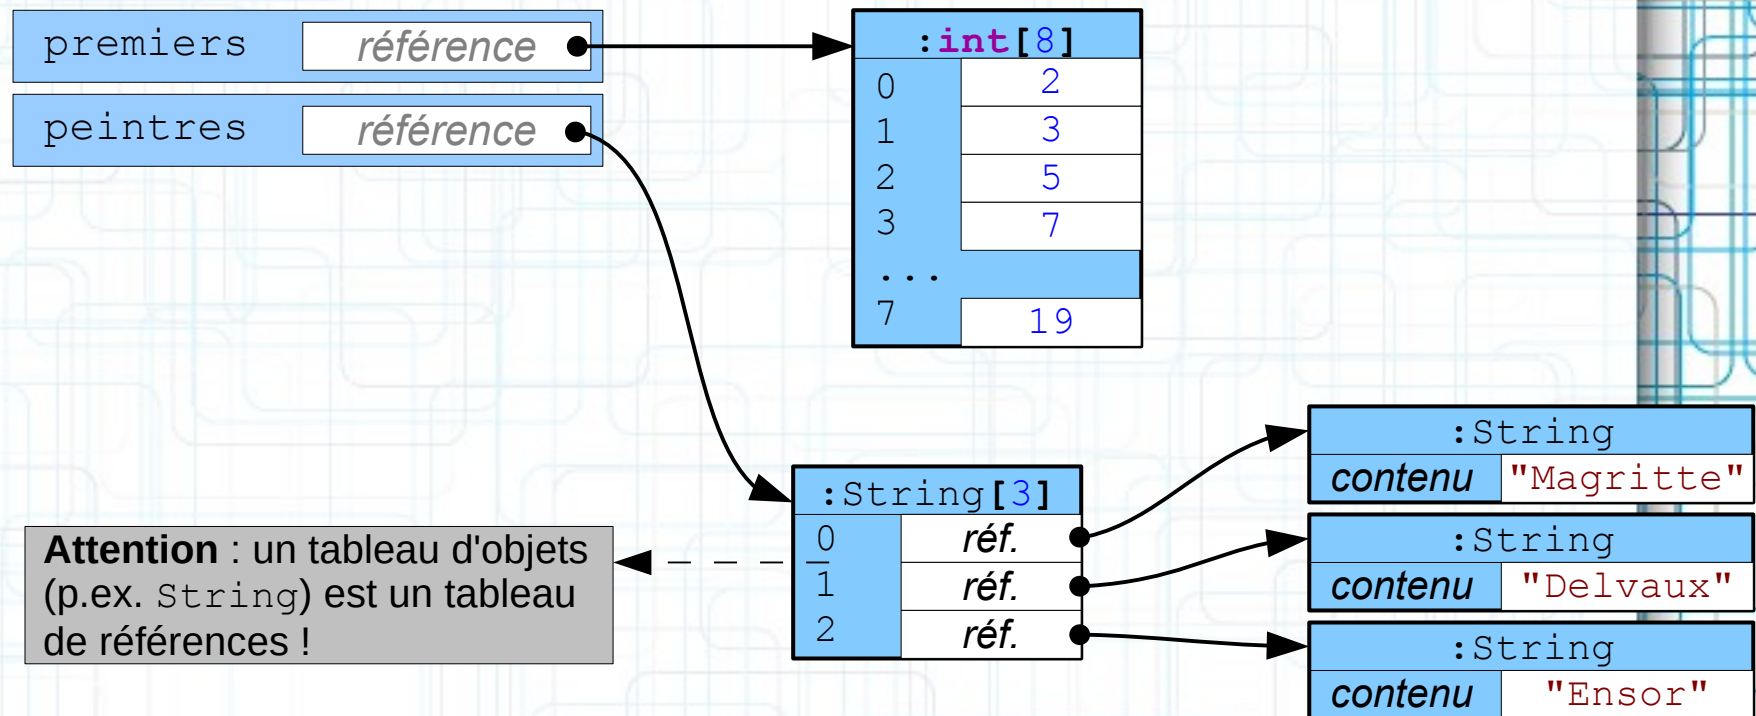 premiers référence
peintres référence
:int[8]
0 2
1 3
2 5
3 7
...
7 19
:String[3]
0 réf.
1 réf.
2 réf.
:String
contenu "Magritte"
:String
contenu "Delvaux"
:String
contenu "Ensor"
Attention : un tableau d'objets
(p.ex. String) est un tableau
de références !